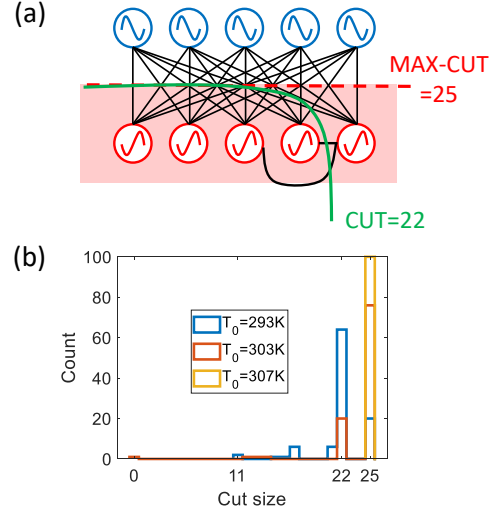 (a)
MAX-CUT
=25
CUT=22
(b)
100
80
60
40
20
0
Count
T₀=293K
T₀=303K
T₀=307K
0
11
22
25
Cut size